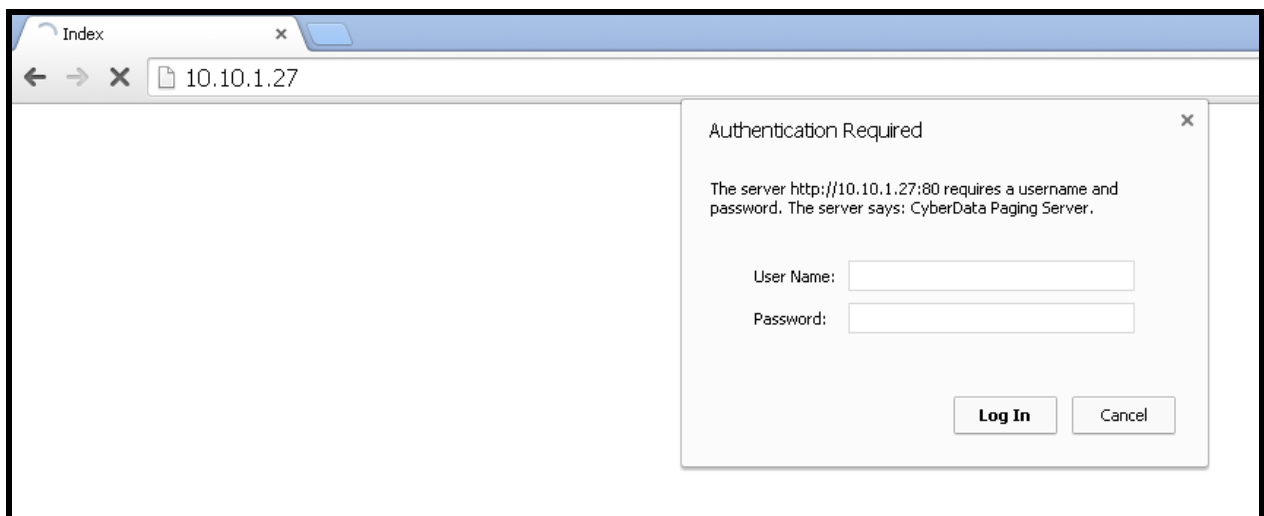 Index
10.10.1.27
Authentication Required
The server http://10.10.1.27:80 requires a username and
password. The server says: CyberData Paging Server.
User Name:
Password:
Log In
Cancel